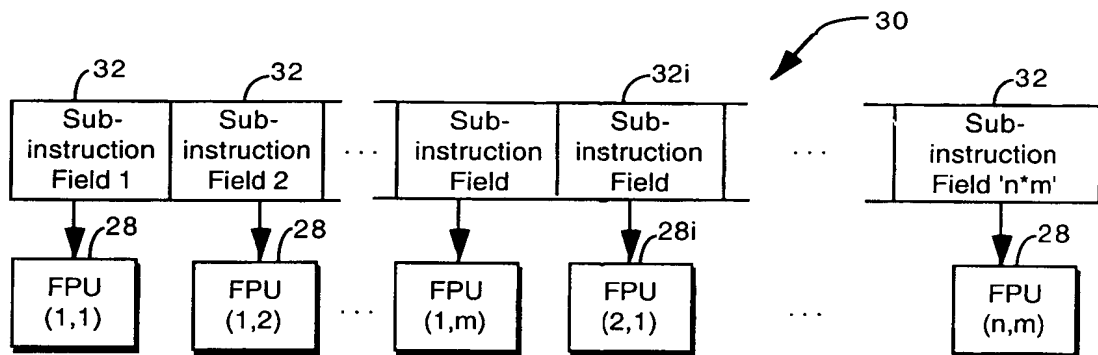 30
32
32
32i
32
Sub-
instruction
Field 1
Sub-
instruction
Field 2
...
Sub-
instruction
Field
Sub-
instruction
Field
...
Sub-
instruction
Field 'n*m'
28
28
28i
28
FPU
(1,1)
FPU
(1,2)
...
FPU
(1,m)
FPU
(2,1)
...
FPU
(n,m)